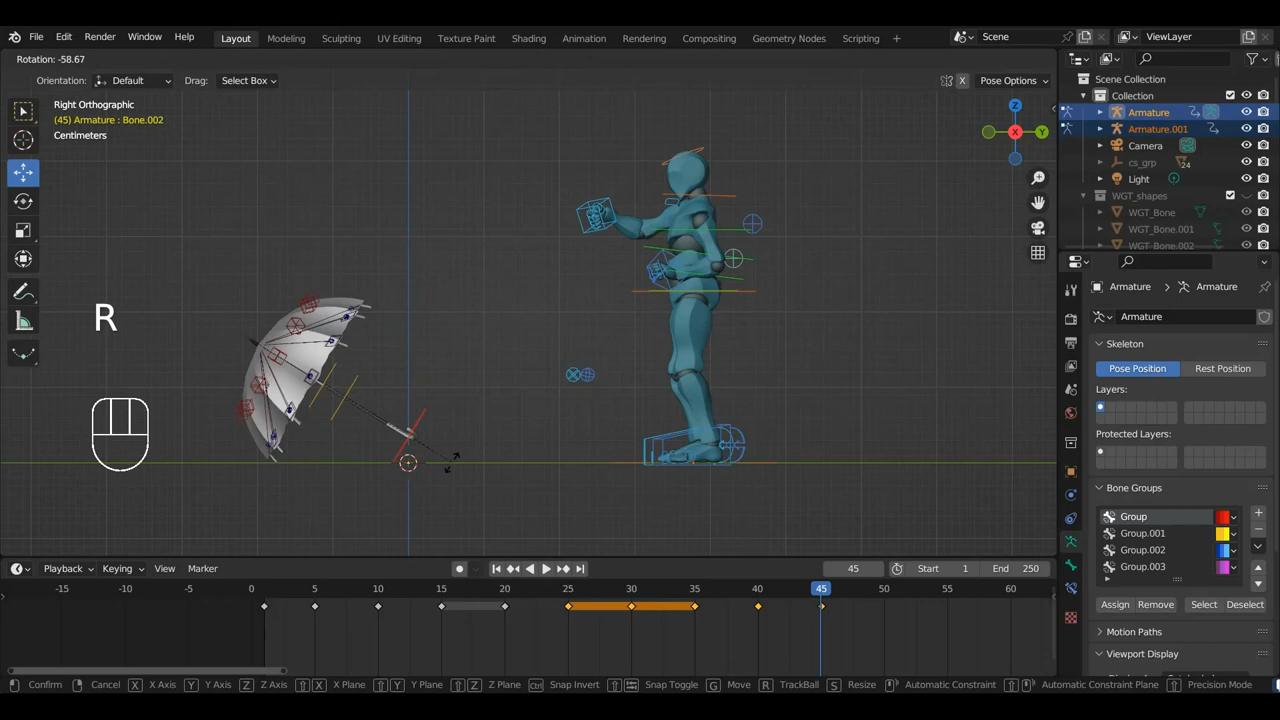 File Edit Render Window Help Layout Modeling Sculpting UV Editing Texture Paint Shading Animation Rendering Compositing Geometry Nodes Scripting + Scene ViewLayer
Rotation: -58.67
Orientation: Default Drag: Select Box X Pose Options
Right Orthographic
(45) Armature : Bone.002
Centimeters
Z
X
Y
Scene Collection
Collection
Armature
Armature.001
Camera
cs_grp 24
Light
WGT_shapes
WGT_Bone
WGT_Bone.001
WGT_Bone.002
R
Armature > Armature
Armature
Skeleton
Pose Position Rest Position
Layers:
Protected Layers:
Bone Groups
Group
Group.001
Group.002
Group.003
Assign Remove Select Deselect
Motion Paths
Viewport Display
Playback Keying View Marker 45 Start 1 End 250
-15 -10 -5 0 5 10 15 20 25 30 35 40 45 50 55 60
Confirm Cancel X X Axis Y Y Axis Z Z Axis X X Plane Y Y Plane Z Z Plane Ctrl Snap Invert Snap Toggle G Move R TrackBall S Resize Automatic Constraint Automatic Constraint Plane Precision Mode